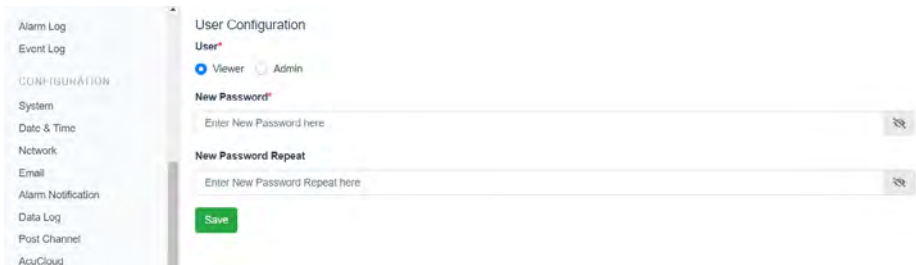 Alarm Log
Event Log
CONFIGURATION
System
Date & Time
Network
Email
Alarm Notification
Data Log
Post Channel
AcuCloud
User Configuration
User*
Viewer Admin
New Password*
Enter New Password here
New Password Repeat
Enter New Password Repeat here
Save